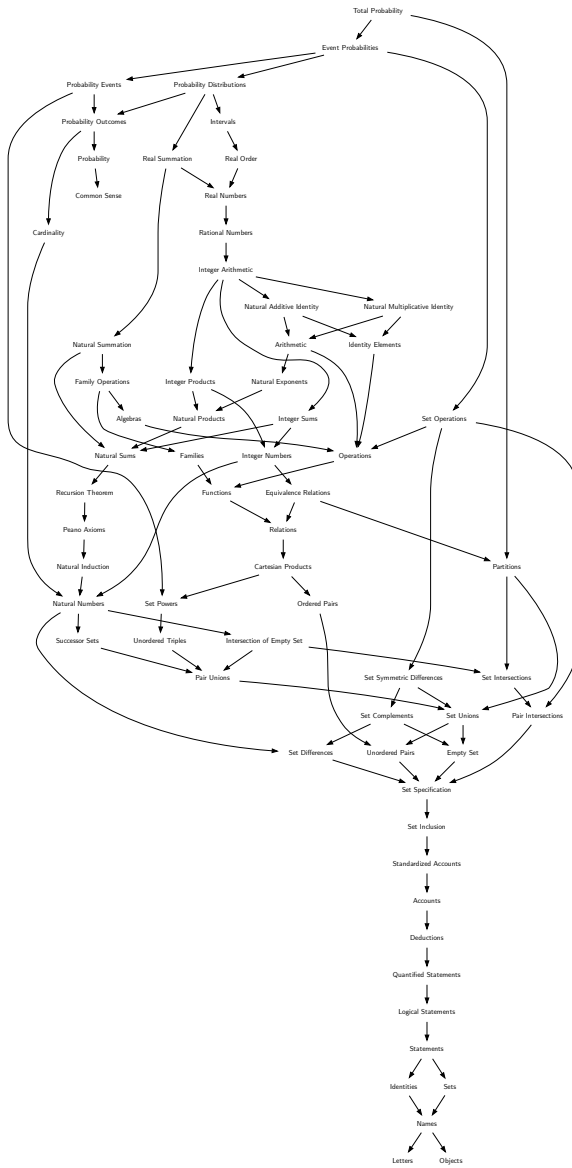 Total Probability
Event Probabilities
Probability Events
Probability Distributions
Probability Outcomes
Intervals
Probability
Real Summation
Real Order
Common Sense
Real Numbers
Cardinality
Rational Numbers
Integer Arithmetic
Natural Additive Identity
Natural Multiplicative Identity
Natural Summation
Arithmetic
Identity Elements
Family Operations
Integer Products
Natural Exponents
Algebras
Natural Products
Integer Sums
Set Operations
Natural Sums
Families
Integer Numbers
Operations
Recursion Theorem
Functions
Equivalence Relations
Peano Axioms
Relations
Natural Induction
Cartesian Products
Partitions
Natural Numbers
Set Powers
Ordered Pairs
Successor Sets
Unordered Triples
Intersection of Empty Set
Pair Unions
Set Symmetric Differences
Set Intersections
Set Complements
Set Unions
Pair Intersections
Set Differences
Unordered Pairs
Empty Set
Set Specification
Set Inclusion
Standardized Accounts
Accounts
Deductions
Quantified Statements
Logical Statements
Statements
Identities
Sets
Names
Letters
Objects